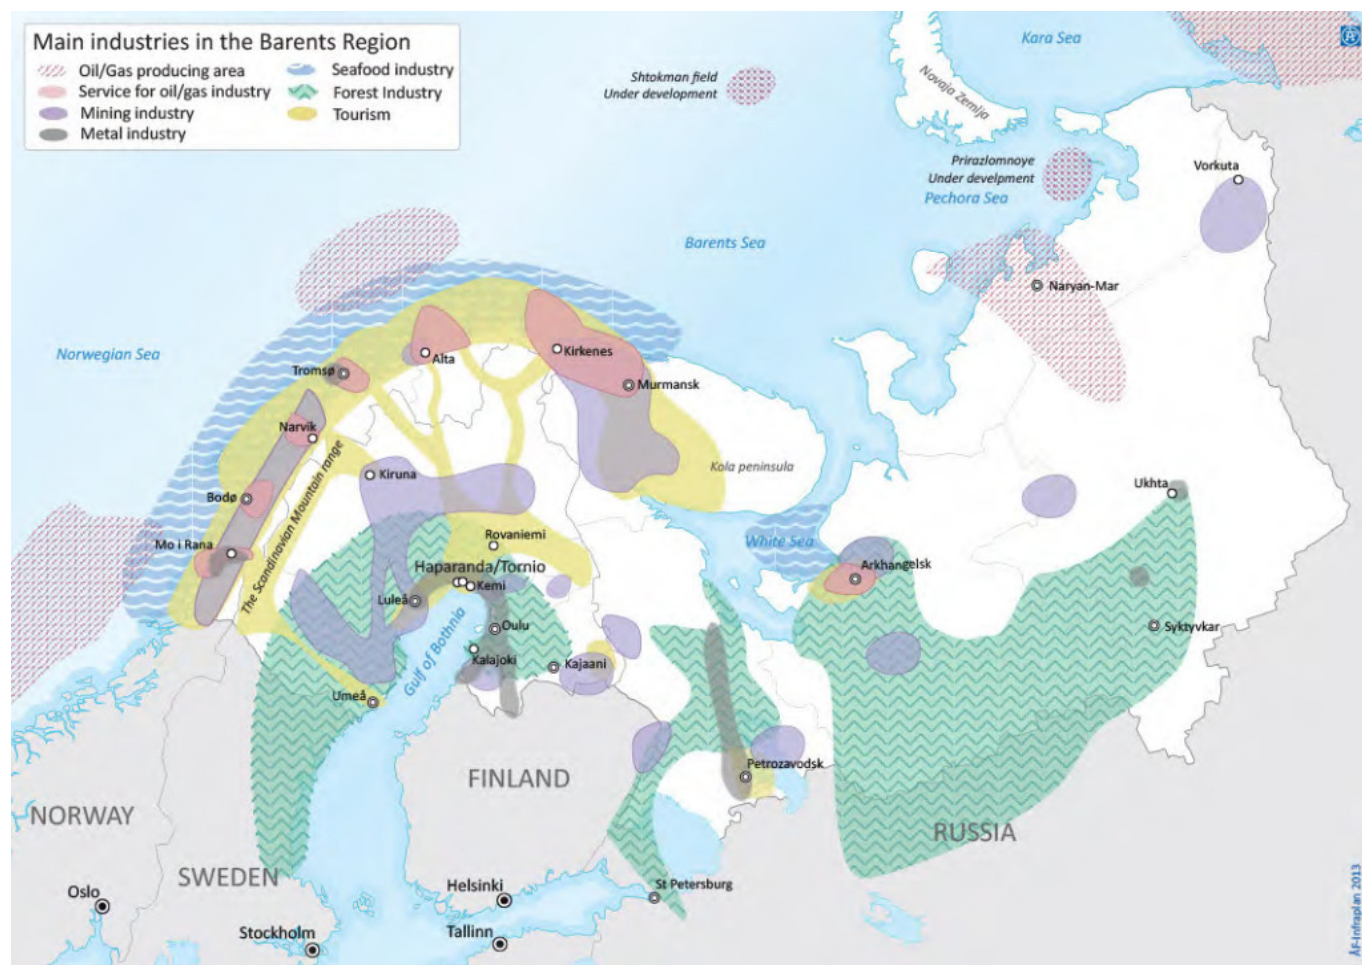 Main industries in the Barents Region
Oil/Gas producing area
Service for oil/gas industry
Mining industry
Metal industry
Seafood industry
Forest Industry
Tourism
Kara Sea
Shtokman field
Under development
Novaja Zemlja
Prirazlomnoye
Under develpment
Pechora Sea
Vorkuta
Barents Sea
Naryan-Mar
Norwegian Sea
Tromsø
Alta
Kirkenes
Murmansk
Narvik
Kiruna
Kola peninsula
The Scandinavian Mountain range
Bodø
Ukhta
Mo i Rana
Rovaniemi
White Sea
Haparanda/Tornio
Arkhangelsk
Luleå
Kemi
Oulu
Syktyvkar
Gulf of Bothnia
Kalajoki
Kajaani
Umeå
Petrozavodsk
FINLAND
NORWAY
RUSSIA
SWEDEN
Oslo
Helsinki
St Petersburg
Stockholm
Tallinn
ÅF-Infraplan 2013